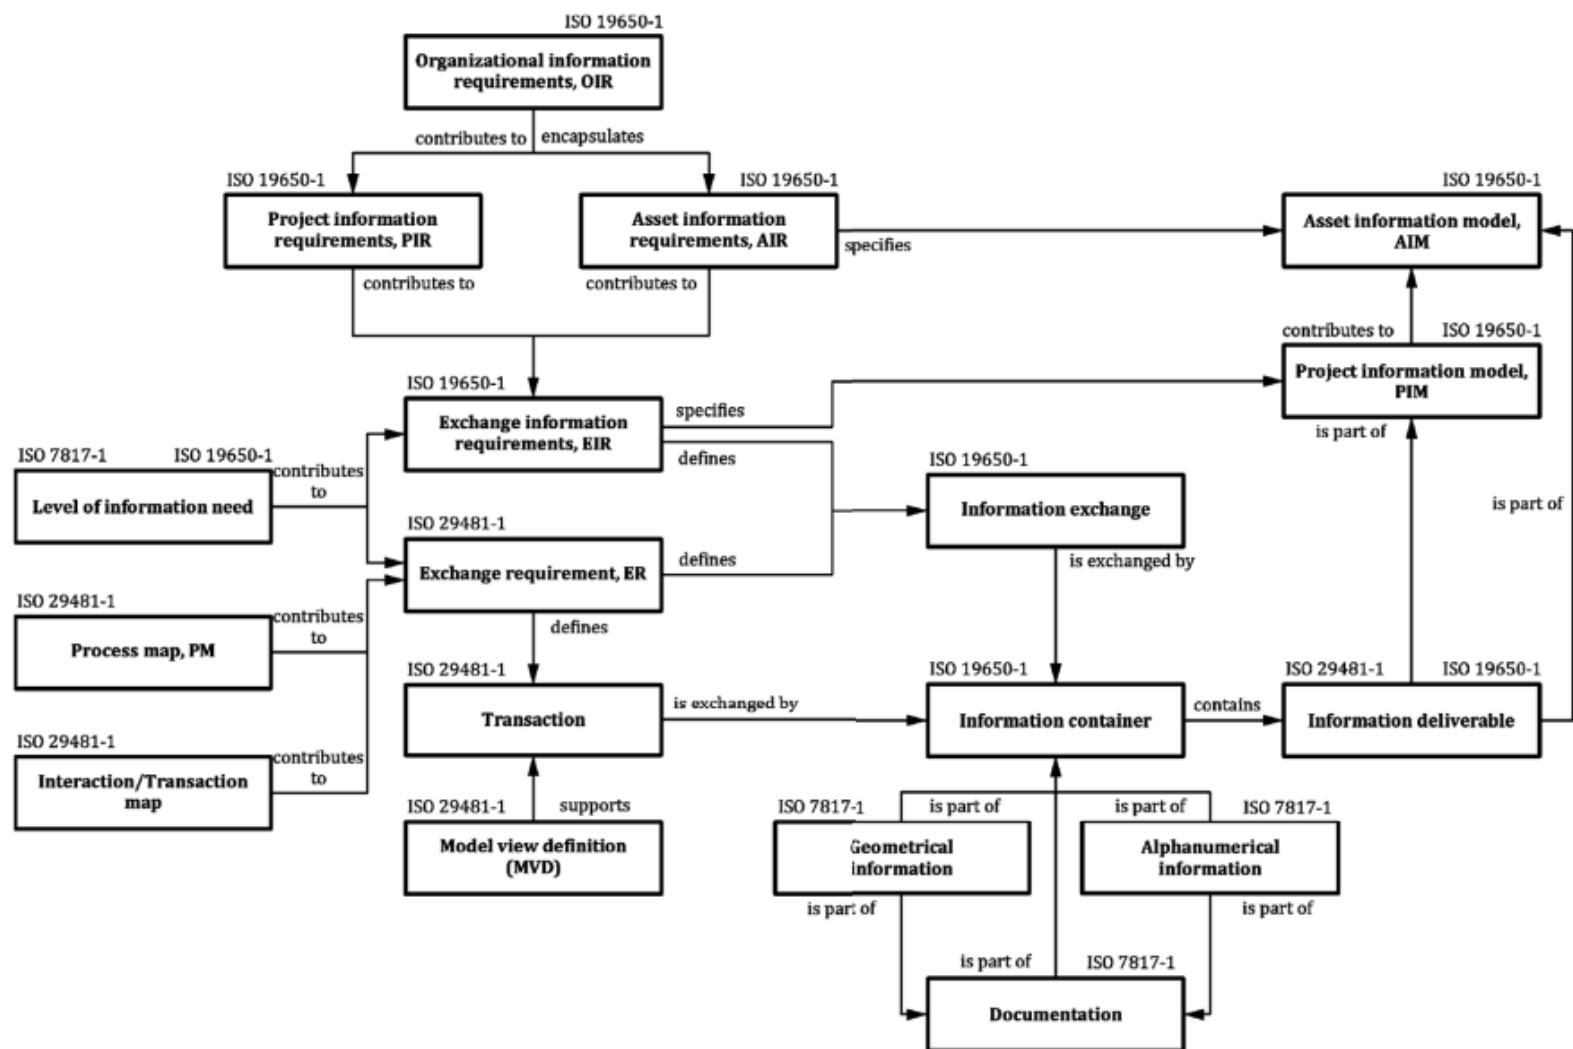 ISO 19650-1
Organizational information
requirements, OIR
contributes to encapsulates
ISO 19650-1
ISO 19650-1
ISO 19650-1
Project information
requirements, PIR
Asset information
requirements, AIR
Asset information model,
AIM
specifies
contributes to
contributes to
contributes to
ISO 19650-1
Project information model,
PIM
ISO 19650-1
Exchange information
requirements, EIR
specifies
is part of
defines
ISO 7817-1
ISO 19650-1
contributes
to
Level of information need
ISO 19650-1
Information exchange
is part of
ISO 29481-1
Exchange requirement, ER
defines
is exchanged by
ISO 29481-1
Process map, PM
contributes
to
defines
ISO 29481-1
Transaction
is exchanged by
ISO 19650-1
Information container
contains
ISO 29481-1
ISO 19650-1
Information deliverable
ISO 29481-1
Interaction/Transaction
map
contributes
to
ISO 29481-1
supports
Model view definition
(MVD)
ISO 7817-1
is part of
is part of
ISO 7817-1
Geometrical
information
Alphanumerical
information
is part of
is part of
is part of
ISO 7817-1
Documentation